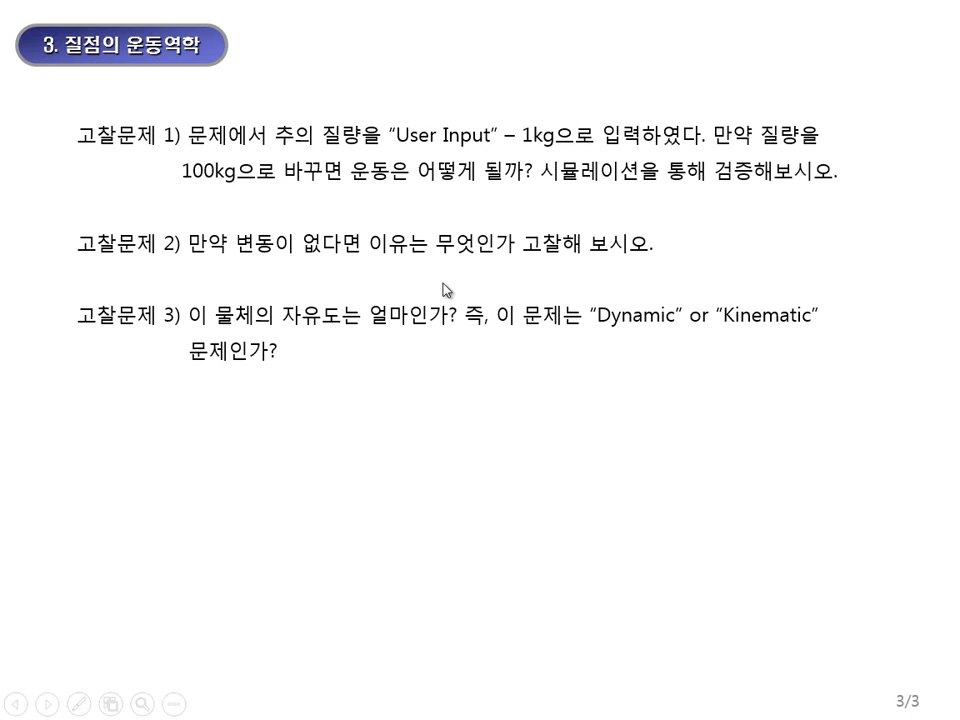 3. 질점의 운동역학
고찰문제 1) 문제에서 추의 질량을 “User Input” – 1kg으로 입력하였다. 만약 질량을
100kg으로 바꾸면 운동은 어떻게 될까? 시뮬레이션을 통해 검증해보시오.
고찰문제 2) 만약 변동이 없다면 이유는 무엇인가 고찰해 보시오.
고찰문제 3) 이 물체의 자유도는 얼마인가? 즉, 이 문제는 “Dynamic” or “Kinematic”
문제인가?
3/3